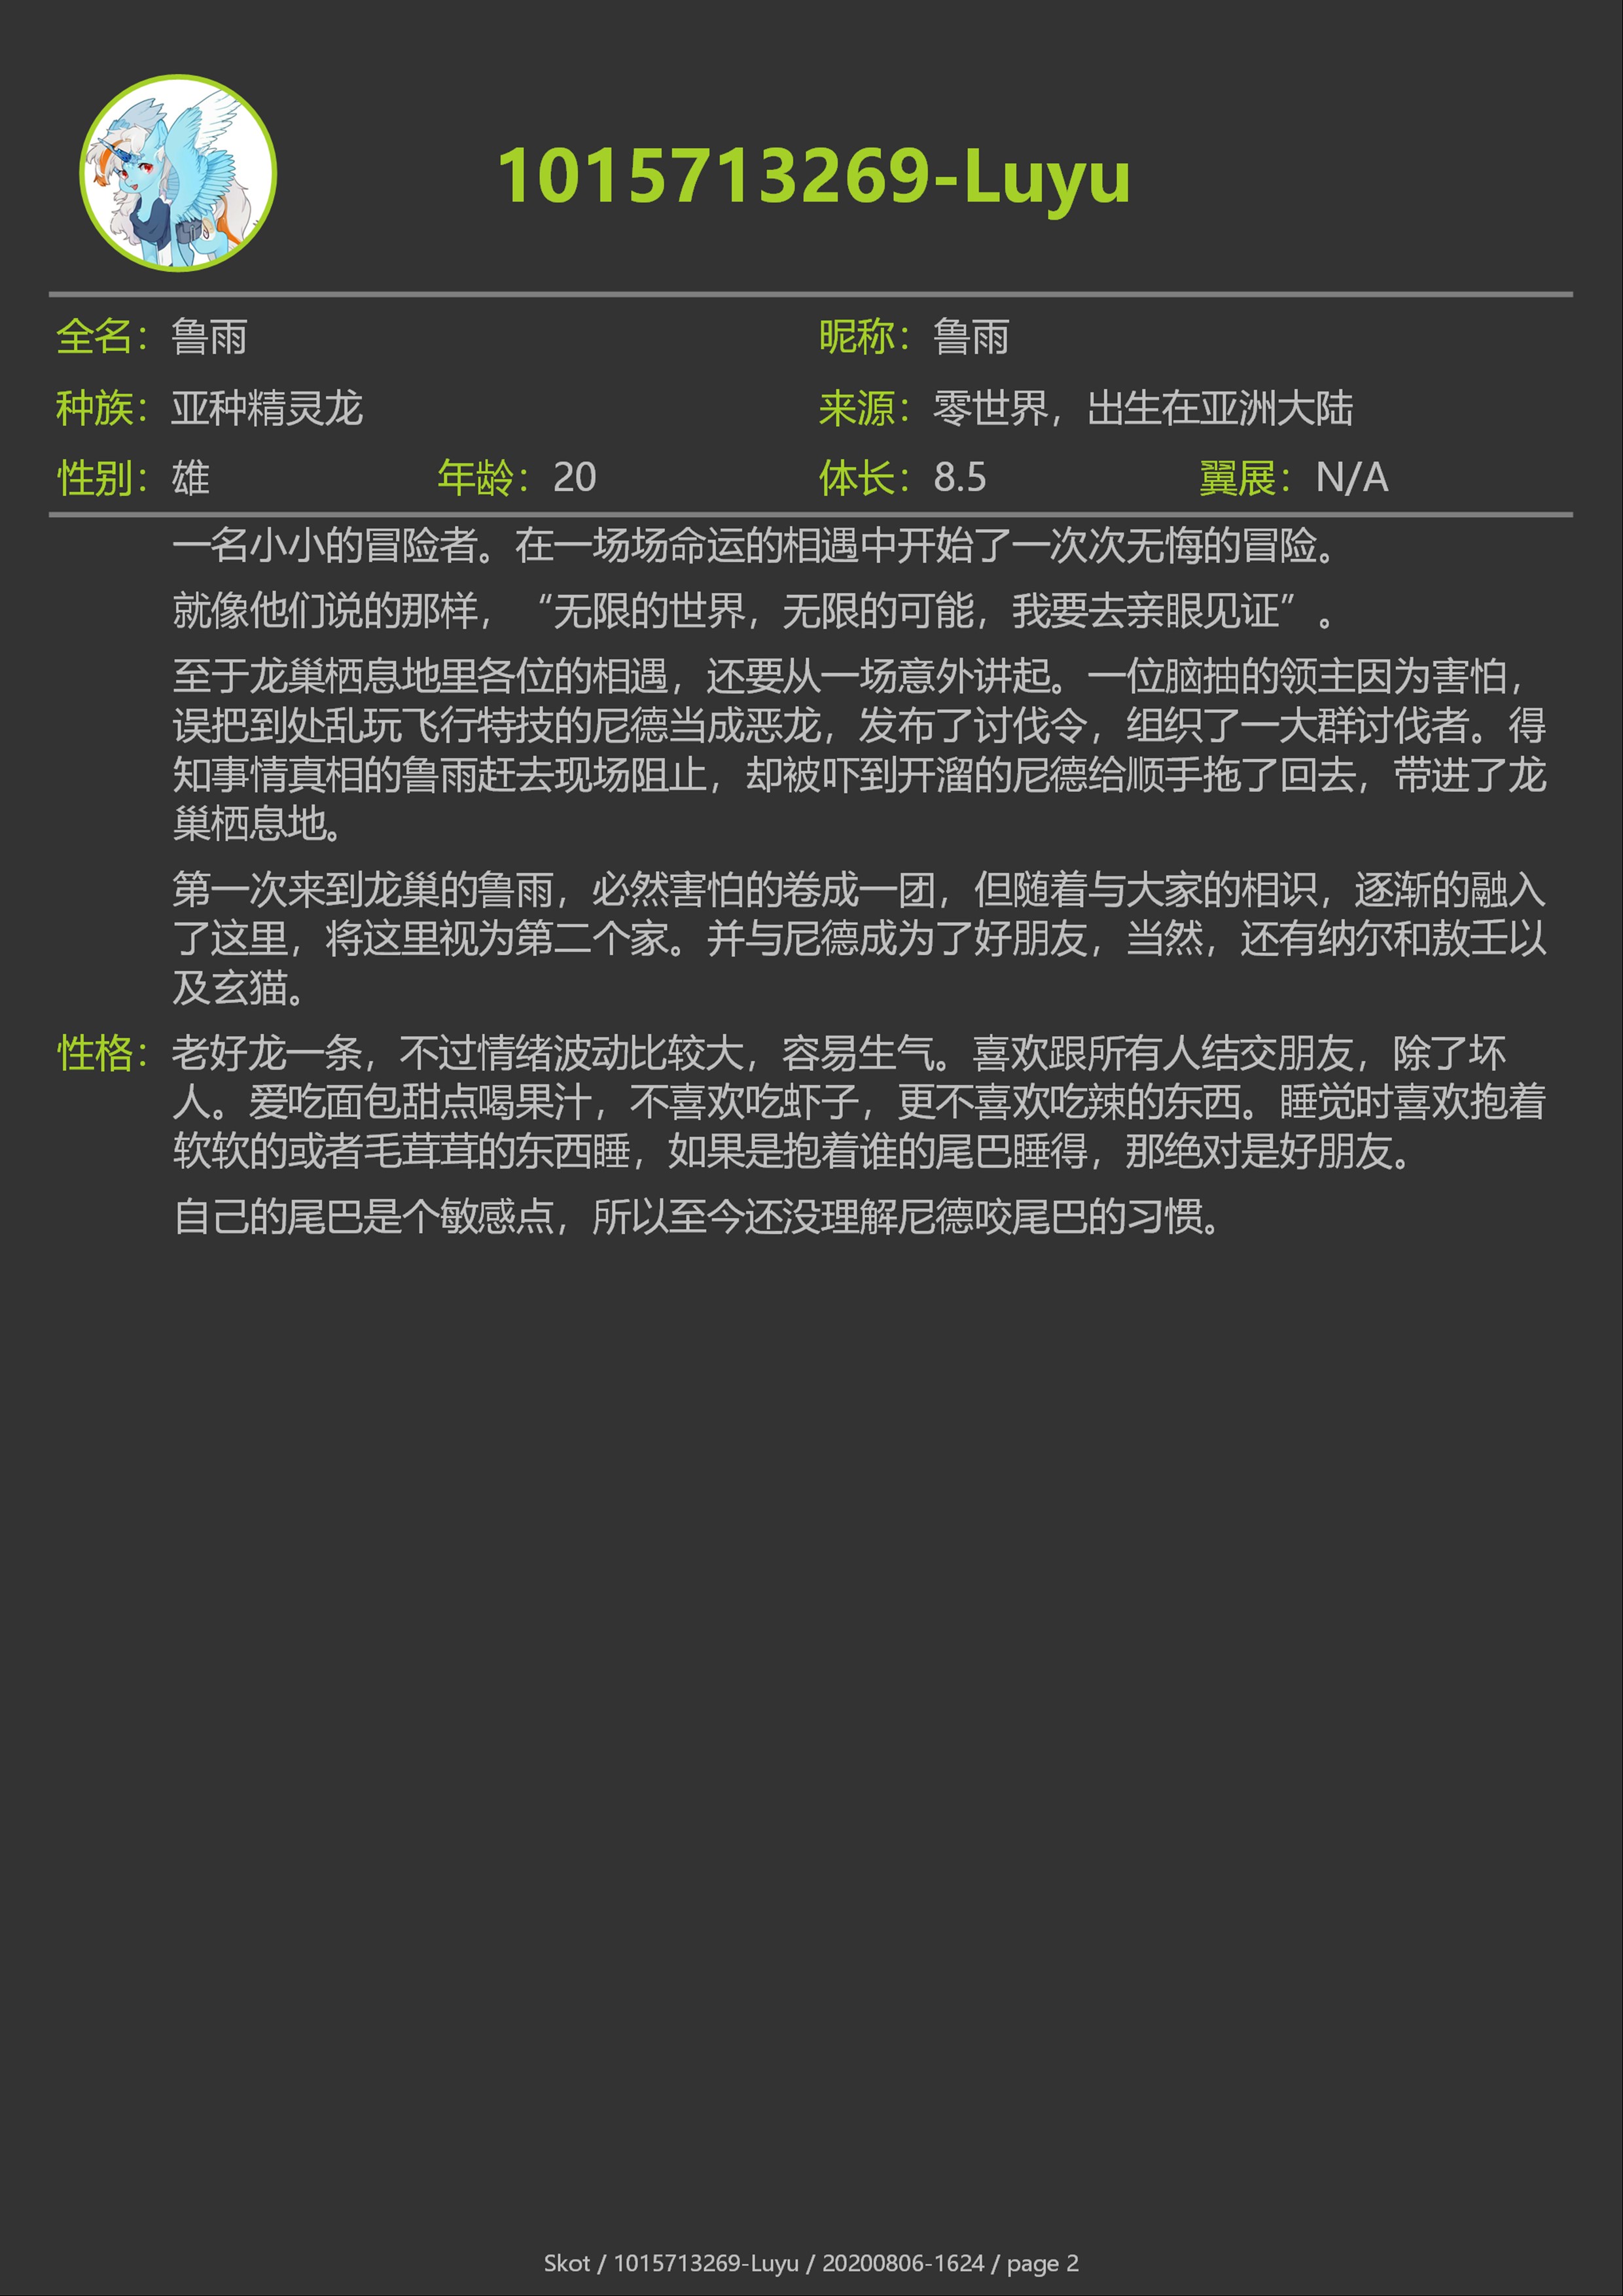 1015713269-Luyu
全名：鲁雨 昵称：鲁雨
种族：亚种精灵龙 来源：零世界，出生在亚洲大陆
性别：雄 年龄：20 体长：8.5 翼展：N/A
一名小小的冒险者。在一场场命运的相遇中开始了一次次无悔的冒险。
就像他们说的那样，“无限的世界，无限的可能，我要去亲眼见证”。
至于龙巢栖息地里各位的相遇，还要从一场意外讲起。一位脑抽的领主因为害怕，
误把到处乱玩飞行特技的尼德当成恶龙，发布了讨伐令，组织了一大群讨伐者。得
知事情真相的鲁雨赶去现场阻止，却被吓到开溜的尼德给顺手拖了回去，带进了龙
巢栖息地。
第一次来到龙巢的鲁雨，必然害怕的卷成一团，但随着与大家的相识，逐渐的融入
了这里，将这里视为第二个家。并与尼德成为了好朋友，当然，还有纳尔和敖壬以
及玄猫。
性格：老好龙一条，不过情绪波动比较大，容易生气。喜欢跟所有人结交朋友，除了坏
人。爱吃面包甜点喝果汁，不喜欢吃虾子，更不喜欢吃辣的东西。睡觉时喜欢抱着
软软的或者毛茸茸的东西睡，如果是抱着谁的尾巴睡得，那绝对是好朋友。
自己的尾巴是个敏感点，所以至今还没理解尼德咬尾巴的习惯。
Skot / 1015713269-Luyu / 20200806-1624 / page 2